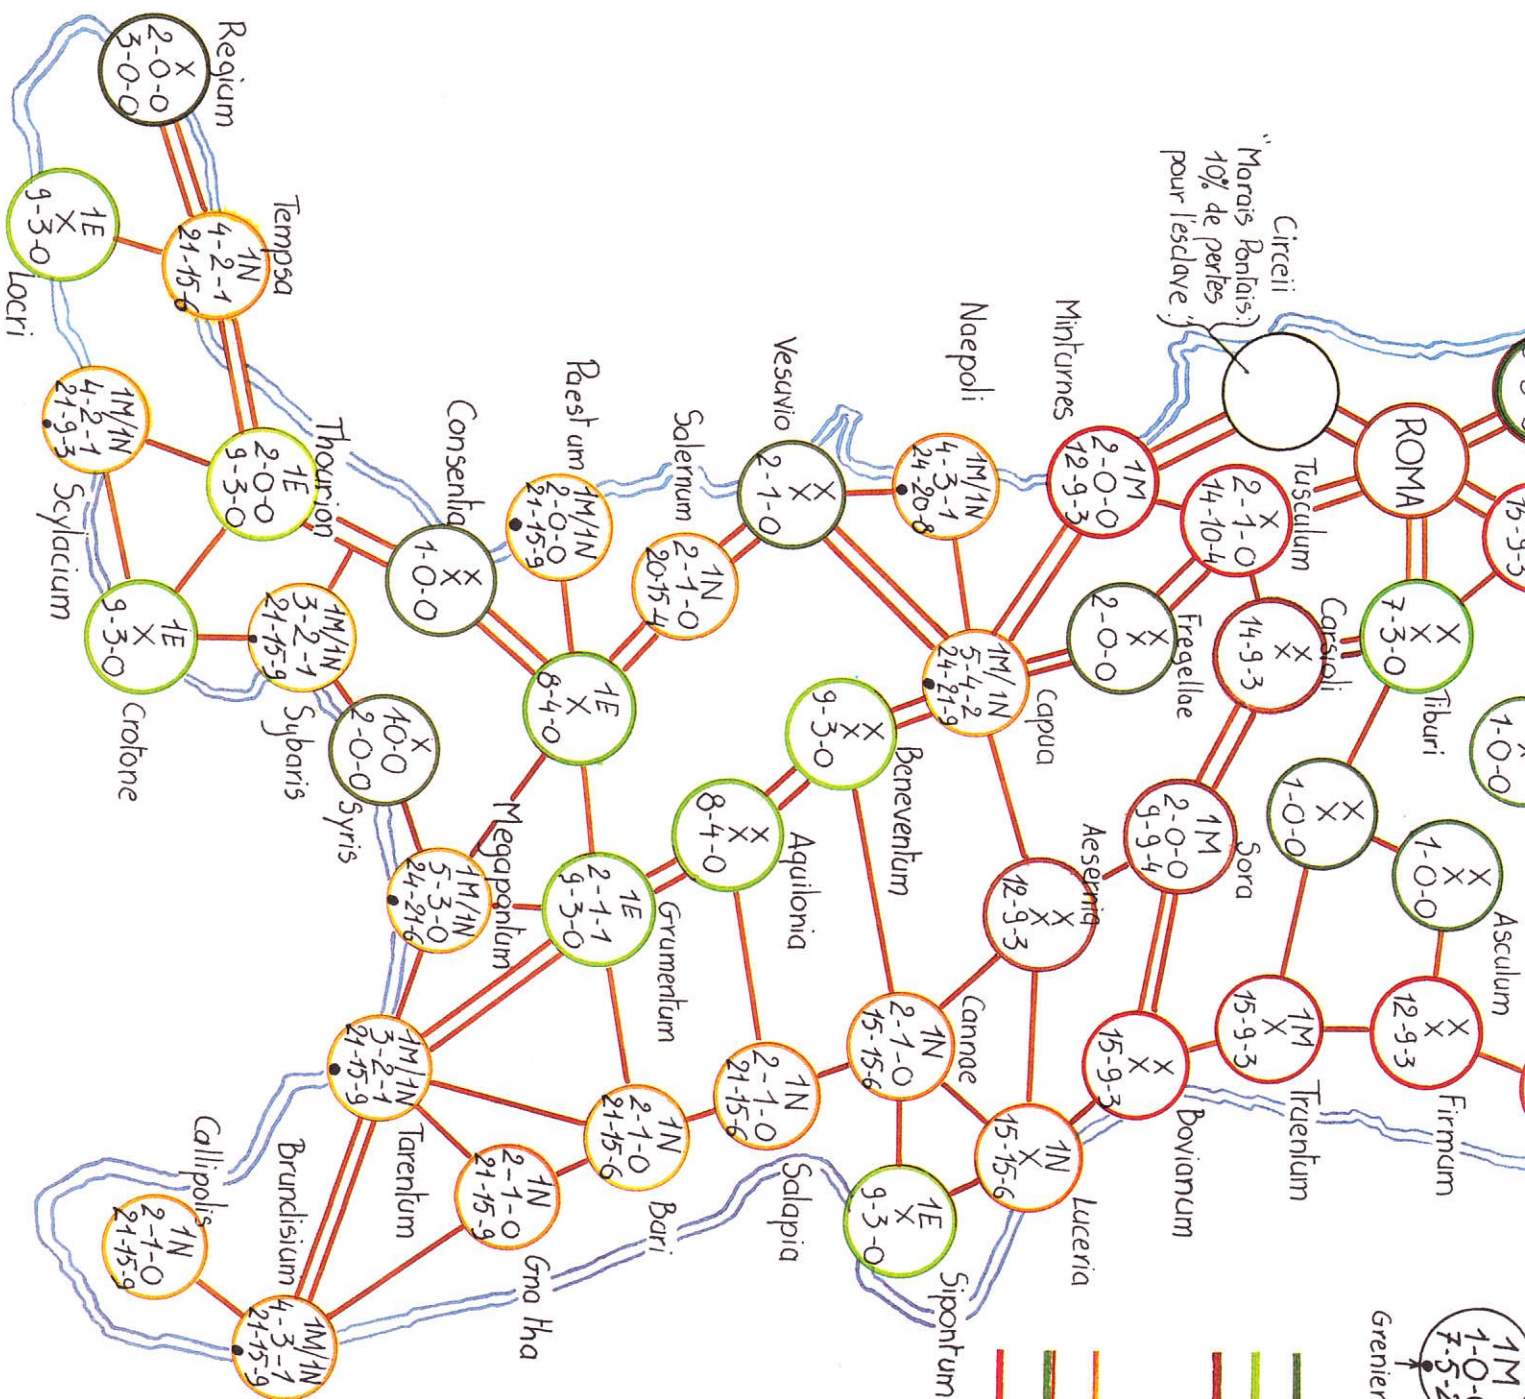 Regium
X
2-0-0
3-0-0
Tempsa
1N
4-2-1
21-15-6
1E
X
9-3-0
Locri
1M/1N
4-2-1
21-9-3
Scylacium
1E
2-0-0
9-3-0
Thourion
1E
X
9-3-0
Crotone
1M/1N
3-2-1
21-15-9
Sybaris
X
10-0
2-0-0
Syris
Consentia
X
X
1-0-0
Paestum
1M/1N
2-0-0
21-15-9
Salernum
1N
2-1-0
20-15-4
1E
X
8-4-0
Vesuvio
X
X
2-1-0
Naepoli
1M/1N
4-3-1
24-20-8
Minturnes
1M
2-0-0
12-9-3
Circeii
"Marais Pontais:
10% de pertes
pour l'esclave."
ROMA
Tusculum
X
2-1-0
14-10-4
X
X
2-0-0
Fregellae
Carsioli
X
X
14-9-3
X
X
7-3-0
Tiburi
15-9-3
1M/1N
5-4-2
24-21-9
Capua
X
X
9-3-0
Beneventum
X
X
8-4-0
Aquilonia
1E
2-1-1
9-3-0
Grumentum
1M/1N
5-3-0
24-21-6
Megapontum
1M/1N
3-2-1
21-15-9
Tarentum
1N
2-1-0
21-15-9
Callipolis
1M/1N
4-3-1
21-15-9
Brundisium
1N
2-1-0
21-15-9
Gna tha
1N
2-1-0
21-15-6
Bari
1N
2-1-0
21-15-6
Salapia
1N
2-1-0
15-15-6
Cannae
X
X
12-9-3
Aesernia
1M
2-0-0
9-9-4
Sora
X
X
1-0-0
X
X
1-0-0
Asculum
X
1-0-0
X
X
12-9-3
Firmum
1M
X
15-9-3
Truentum
X
X
15-9-3
Bovianum
1N
X
15-15-6
Luceria
1E
X
9-3-0
Sipontum
1M
Grenier